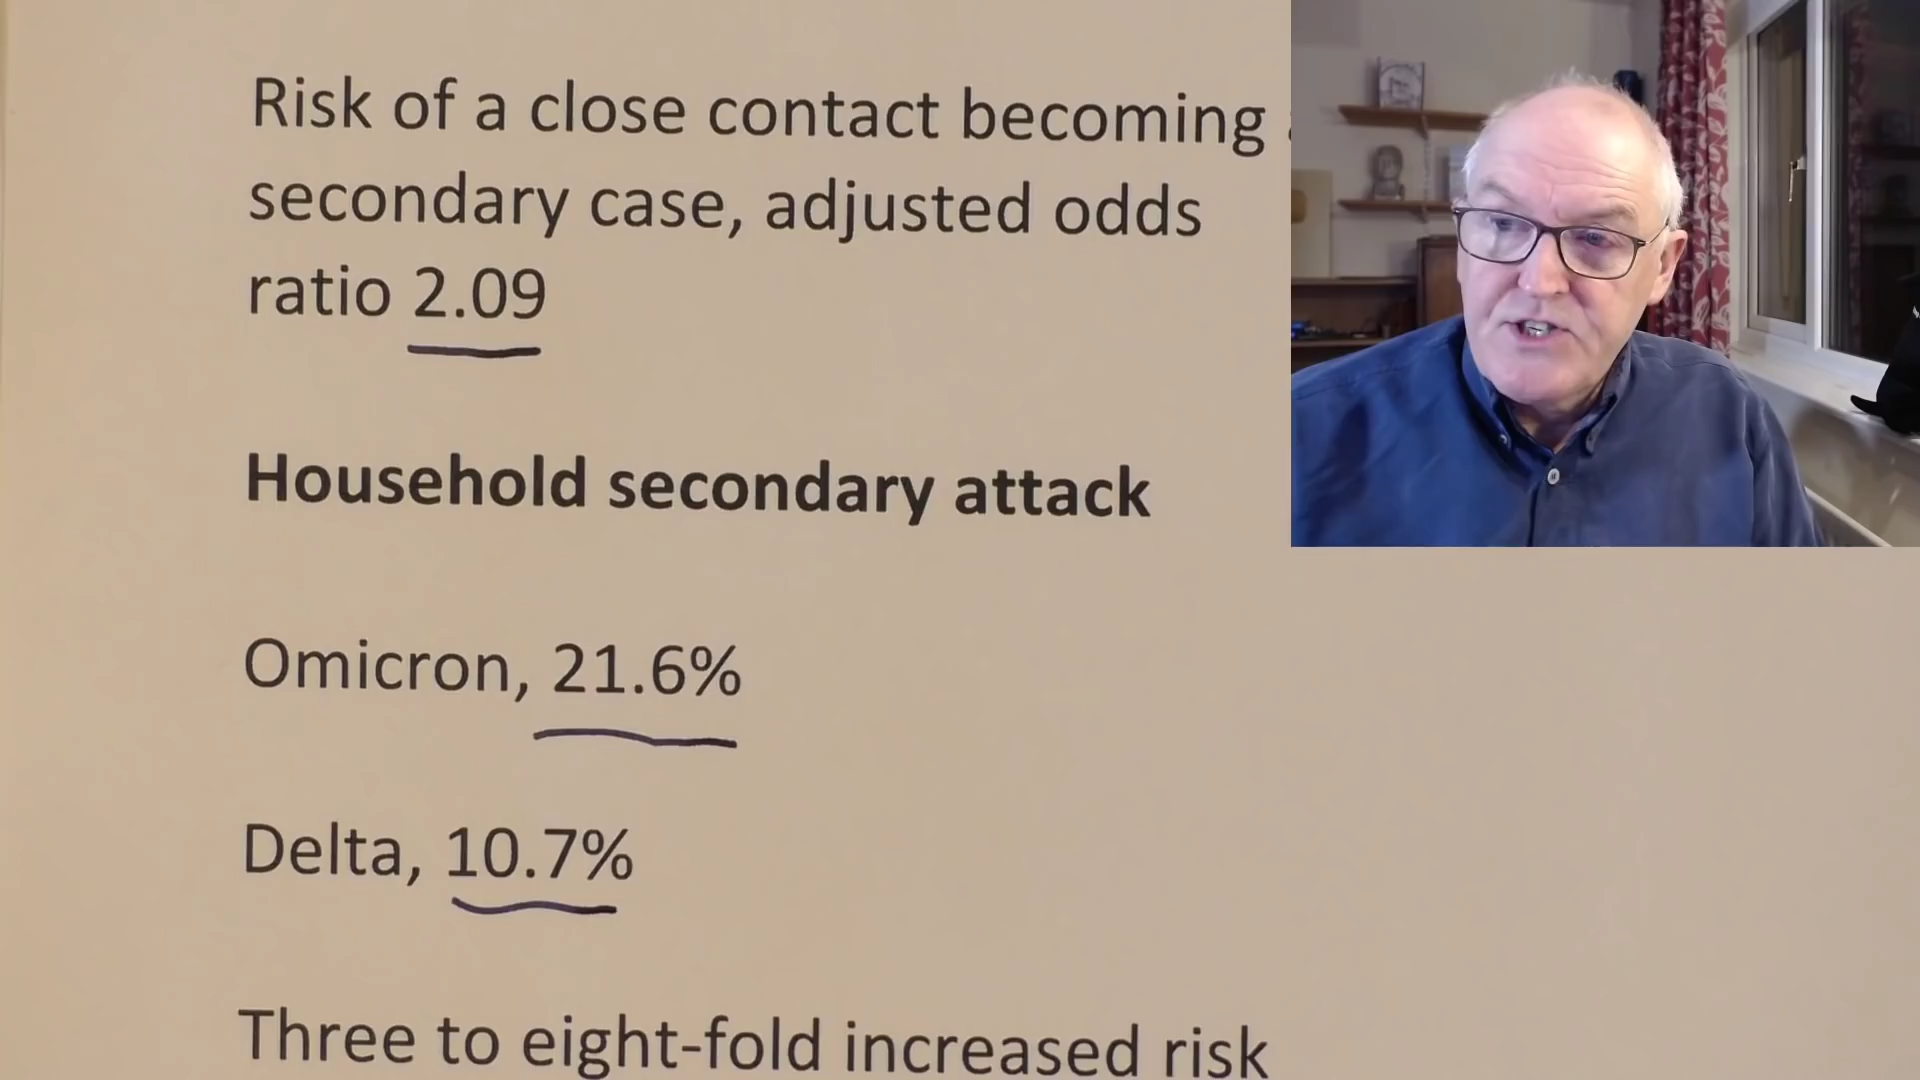 Risk of a close contact becoming
secondary case, adjusted odds
ratio 2.09
Household secondary attack
Omicron, 21.6%
Delta, 10.7%
Three to eight-fold increased risk